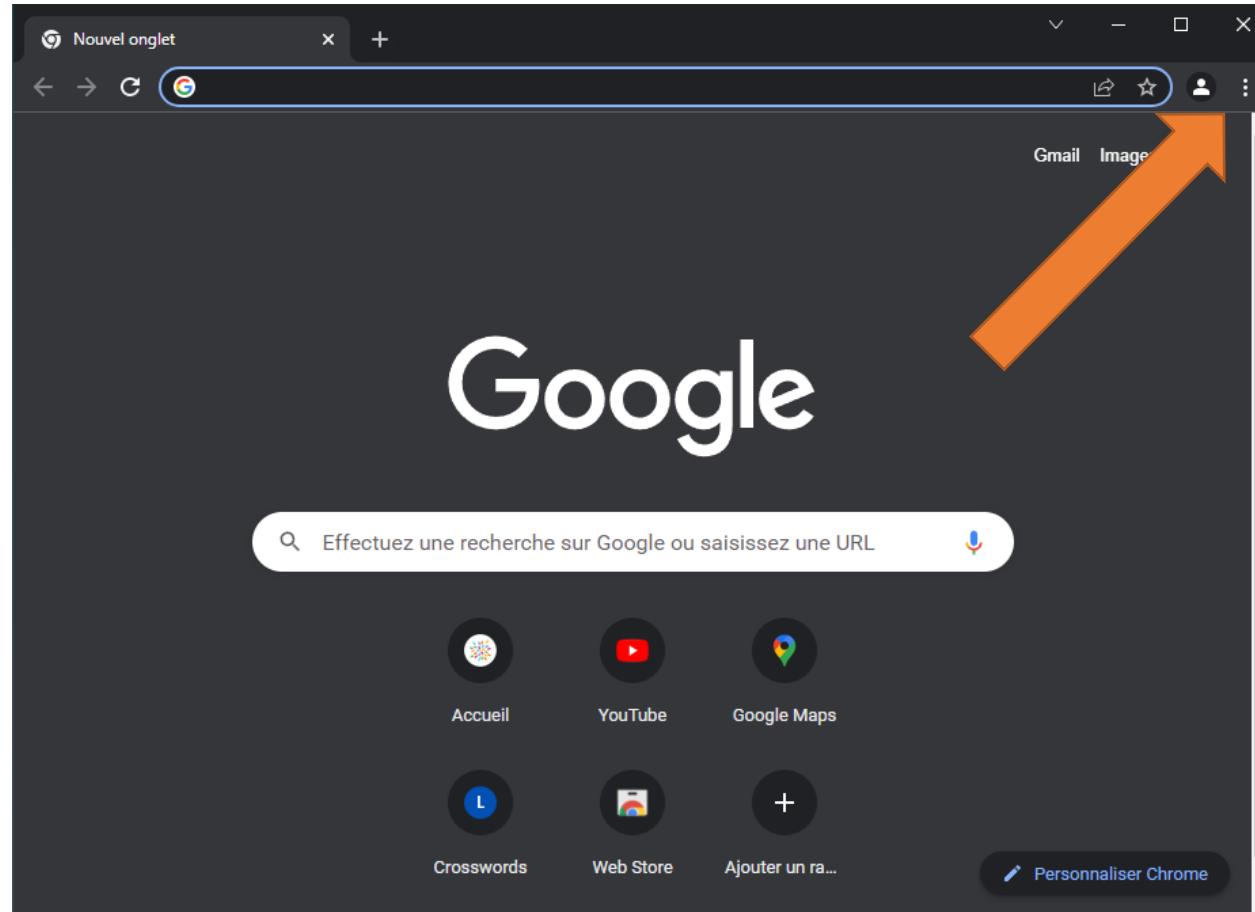 Nouvel onglet
Gmail Images
Google
Effectuez une recherche sur Google ou saisissez une URL
Accueil YouTube Google Maps
L
Crosswords Web Store Ajouter un ra...
Personnaliser Chrome